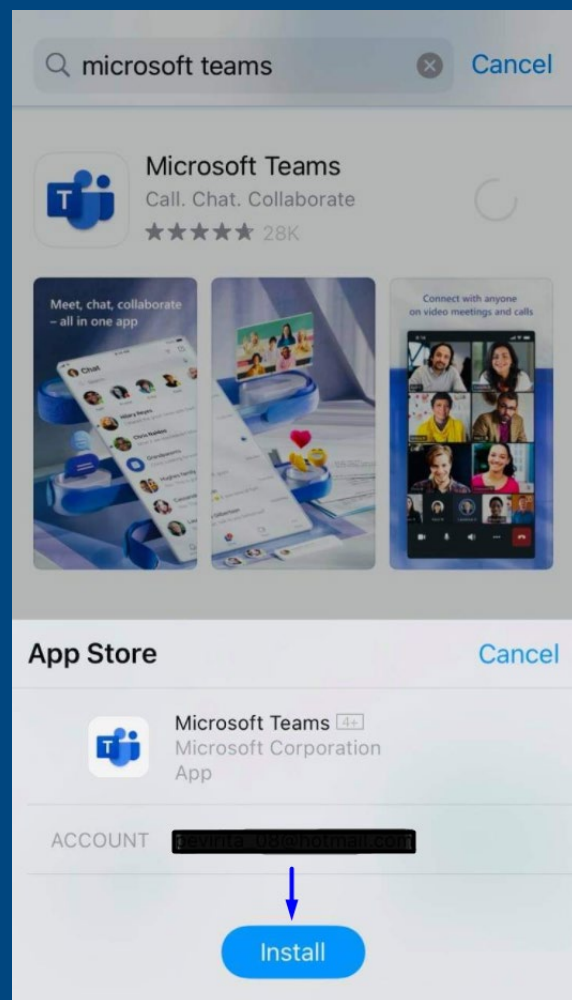 microsoft teams
Cancel
Microsoft Teams
Call. Chat. Collaborate
★★★★★ 28K
Meet, chat, collaborate
– all in one app
Chat
Connect with anyone
on video meetings and calls
App Store
Cancel
Microsoft Teams 4+
Microsoft Corporation
App
ACCOUNT
Install